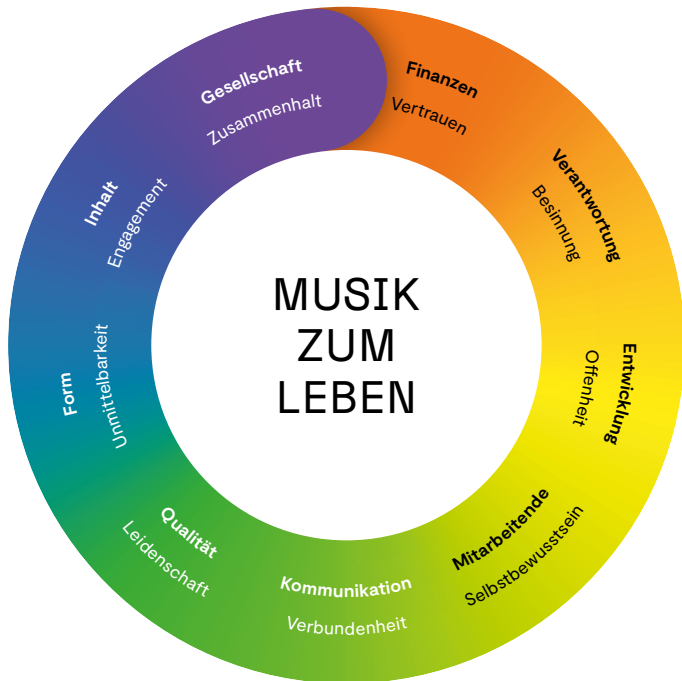 Finanzen
Vertrauen
Verantwortung
Besinnung
Entwicklung
Offenheit
Mitarbeitende
Selbstbewusstsein
Kommunikation
Verbundenheit
Qualität
Leidenschaft
Form
Unmittelbarkeit
Inhalt
Engagement
Gesellschaft
Zusammenhalt
MUSIK
ZUM
LEBEN